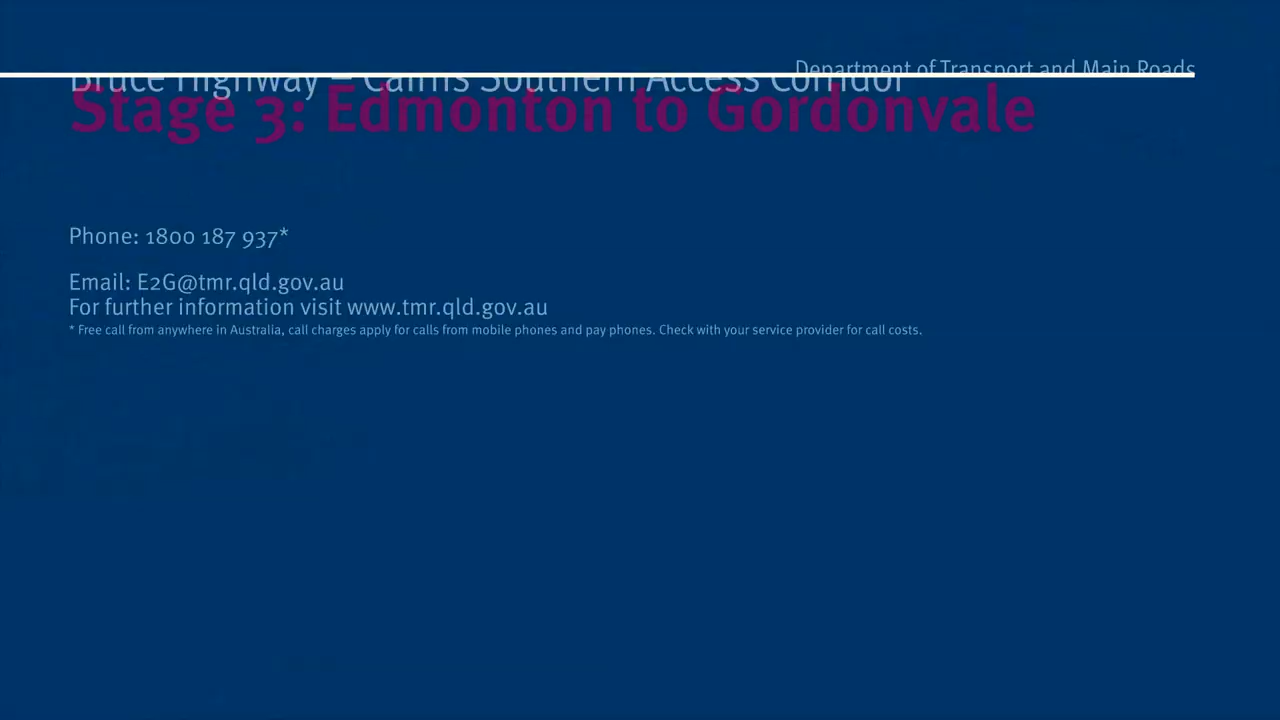 Department of Transport and Main Roads
Bruce Highway – Cairns Southern Access Corridor
Stage 3: Edmonton to Gordonvale
Phone: 1800 187 937*
Email: E2G@tmr.qld.gov.au
For further information visit www.tmr.qld.gov.au
* Free call from anywhere in Australia, call charges apply for calls from mobile phones and pay phones. Check with your service provider for call costs.